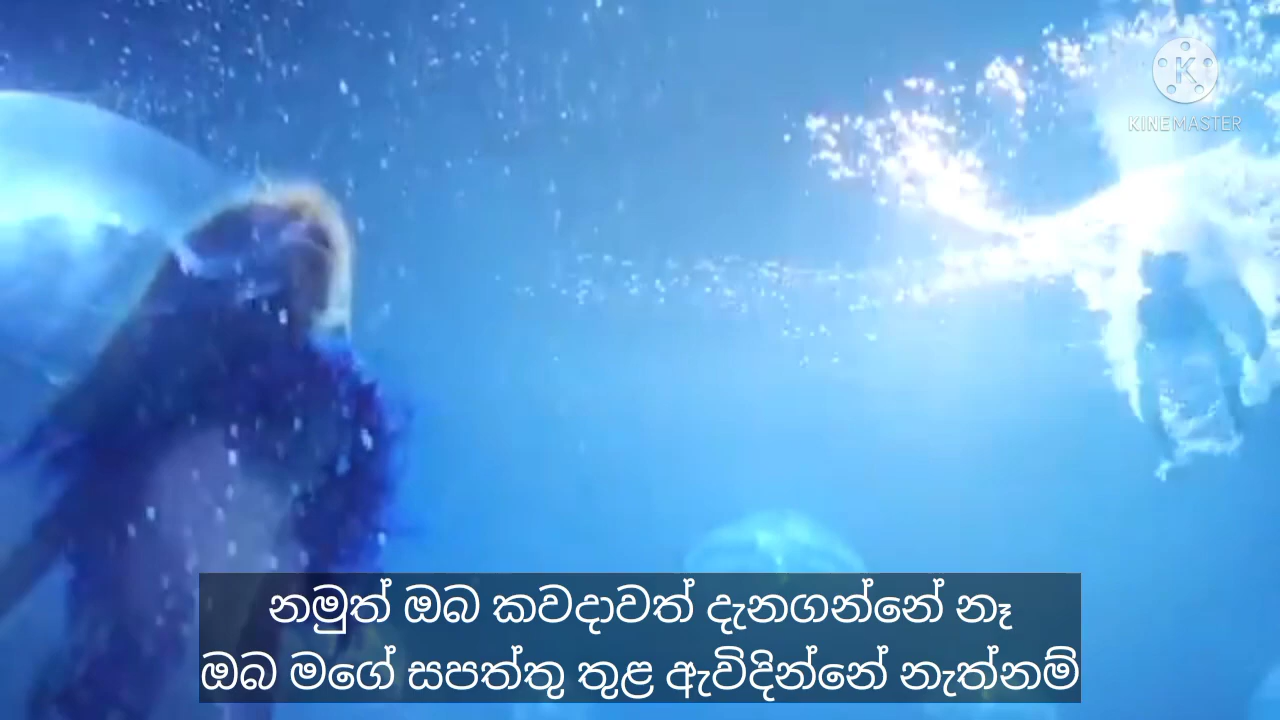 KINEMASTER
නමුත් ඔබ කවදාවත් දැනගන්නේ නෑ
ඔබ මගේ සපත්තු තුළ ඇවිදින්නේ නැත්නම්